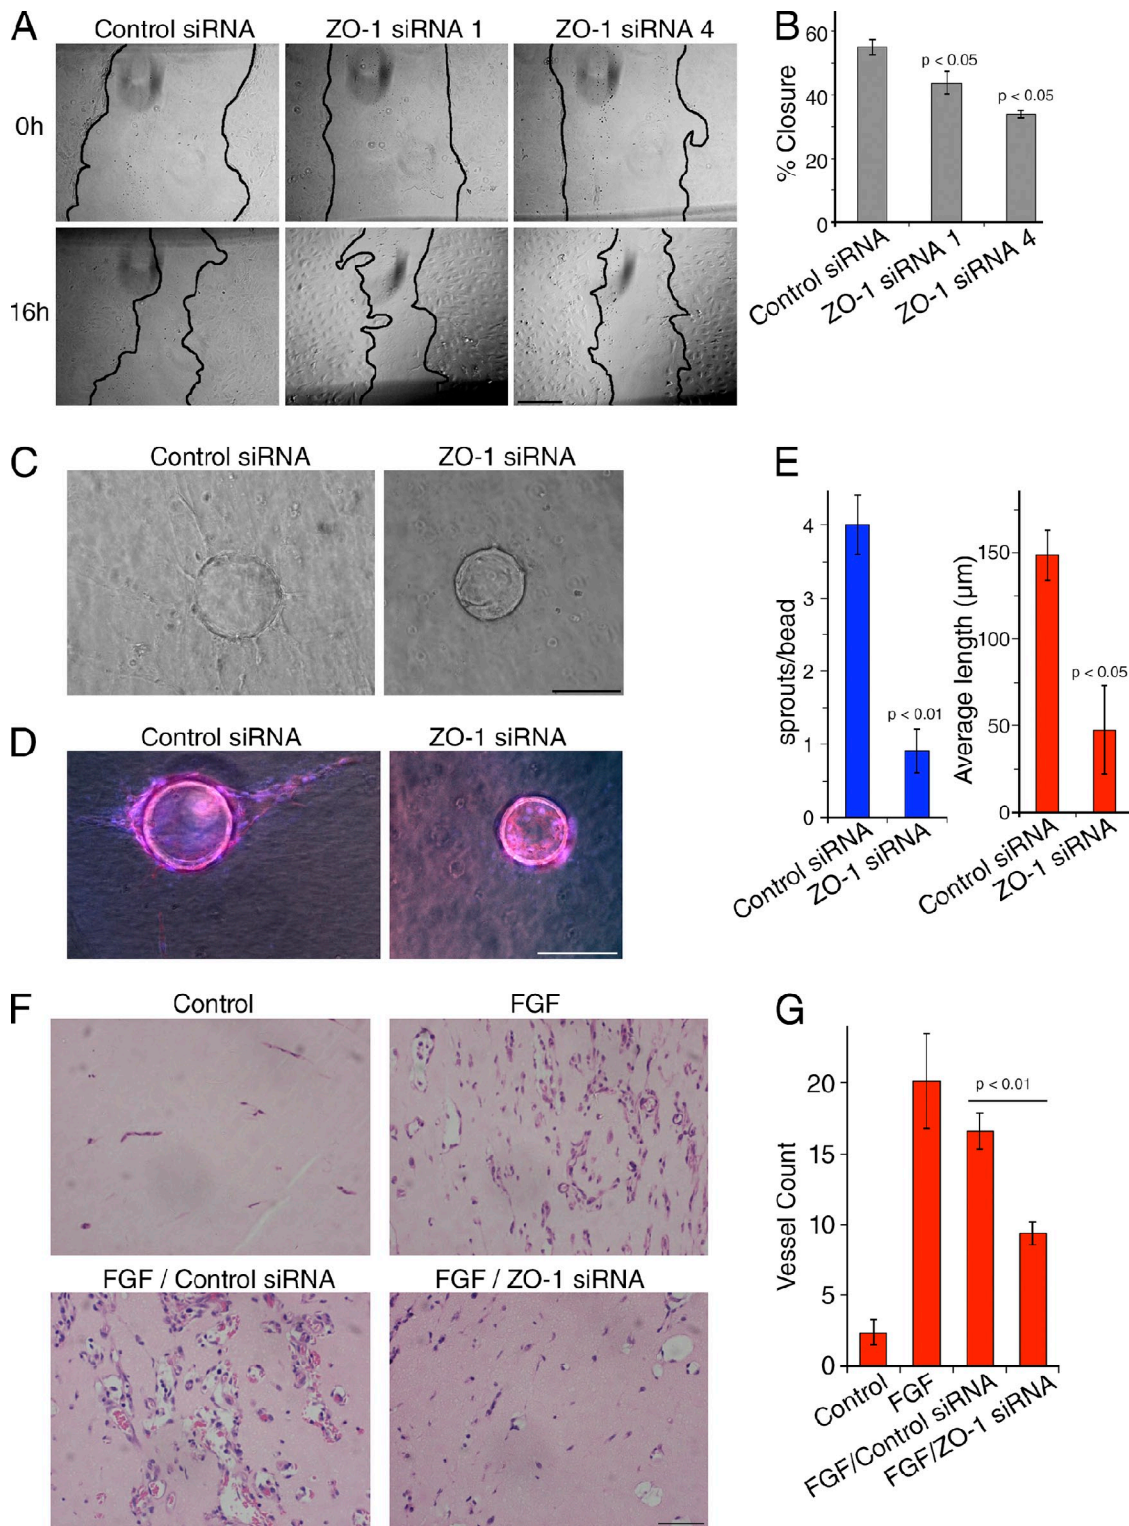 A
Control siRNA
ZO-1 siRNA 1
ZO-1 siRNA 4
0h
16h
B
% Closure
60
40
20
0
p < 0.05
p < 0.05
Control siRNA
ZO-1 siRNA 1
ZO-1 siRNA 4
C
Control siRNA
ZO-1 siRNA
D
Control siRNA
ZO-1 siRNA
E
sprouts/bead
4
3
2
1
0
p < 0.01
Control siRNA
ZO-1 siRNA
Average length (µm)
150
100
50
0
p < 0.05
Control siRNA
ZO-1 siRNA
F
Control
FGF
FGF / Control siRNA
FGF / ZO-1 siRNA
G
Vessel Count
20
15
10
5
0
p < 0.01
Control
FGF
FGF/Control siRNA
FGF/ZO-1 siRNA